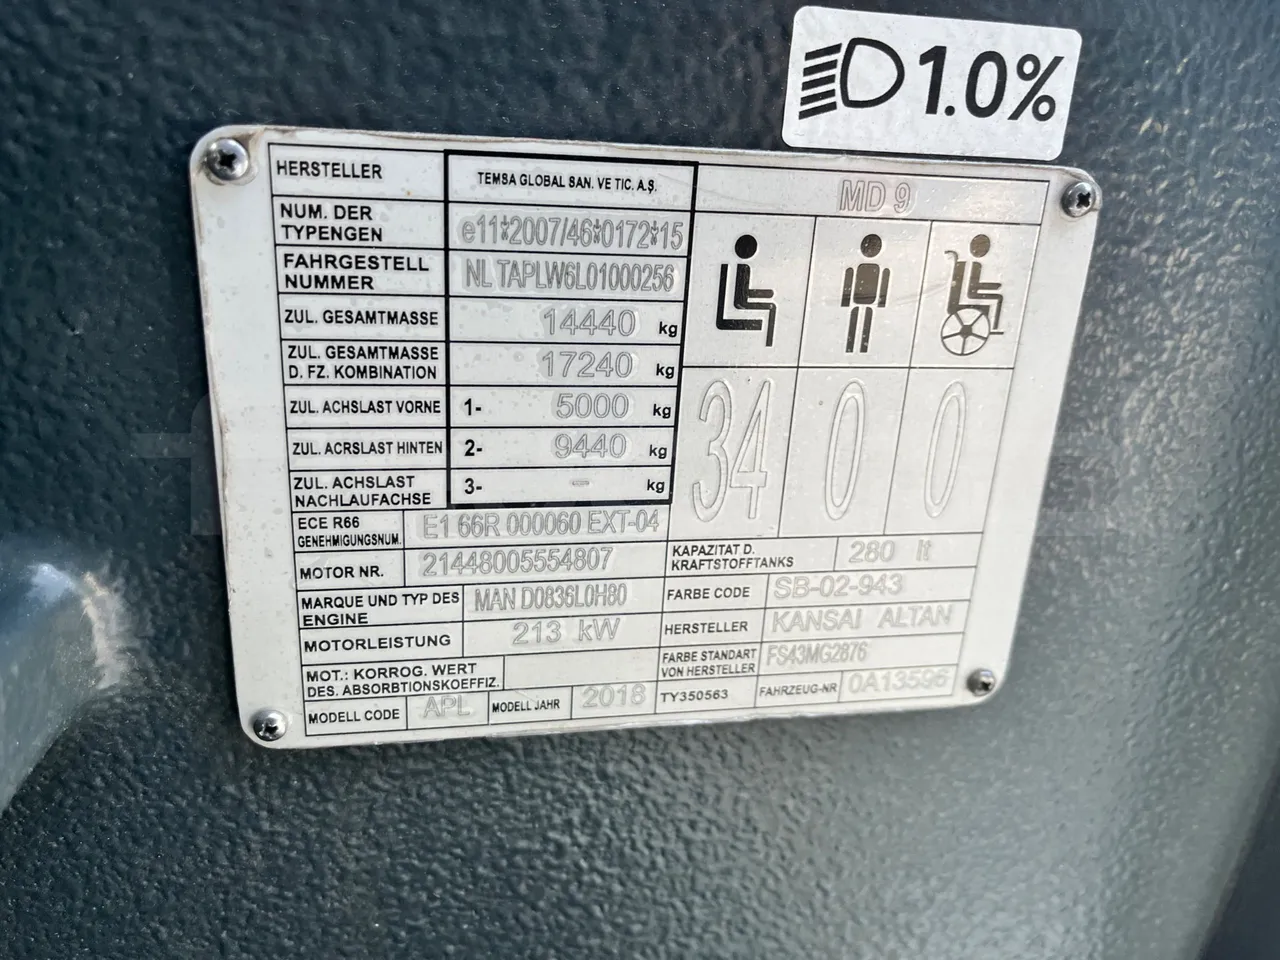 1.0%
HERSTELLER TEMSA GLOBAL SAN. VE TIC. A.Ş. MD 9
NUM. DER
TYPENGEN e11*2007/46*0172*15
FAHRGESTELL
NUMMER NLTAPLW6L01000256
ZUL. GESAMTMASSE 14440 kg
ZUL. GESAMTMASSE
D. FZ. KOMBINATION 17240 kg
ZUL. ACHSLAST VORNE 1- 5000 kg
ZUL. ACRSLAST HINTEN 2- 9440 kg
ZUL. ACHSLAST
NACHLAUFACHSE 3- - kg
34 0 0
ECE R66
GENEHMIGUNGSNUM. E1 66R 000060 EXT-04
MOTOR NR. 21448005554807
MARQUE UND TYP DES
ENGINE MAN D0836L0H80
MOTORLEISTUNG 213 kW
MOT.: KORROG. WERT
DES. ABSORBTIONSKOEFFIZ.
MODELL CODE APL MODELL JAHR 2018 TY350563
KAPAZITAT D.
KRAFTSTOFFTANKS 280 lt
FARBE CODE SB-02-943
HERSTELLER KANSAI ALTAN
FARBE STANDART
VON HERSTELLER FS43MG2876
FAHRZEUG-NR 0A13596